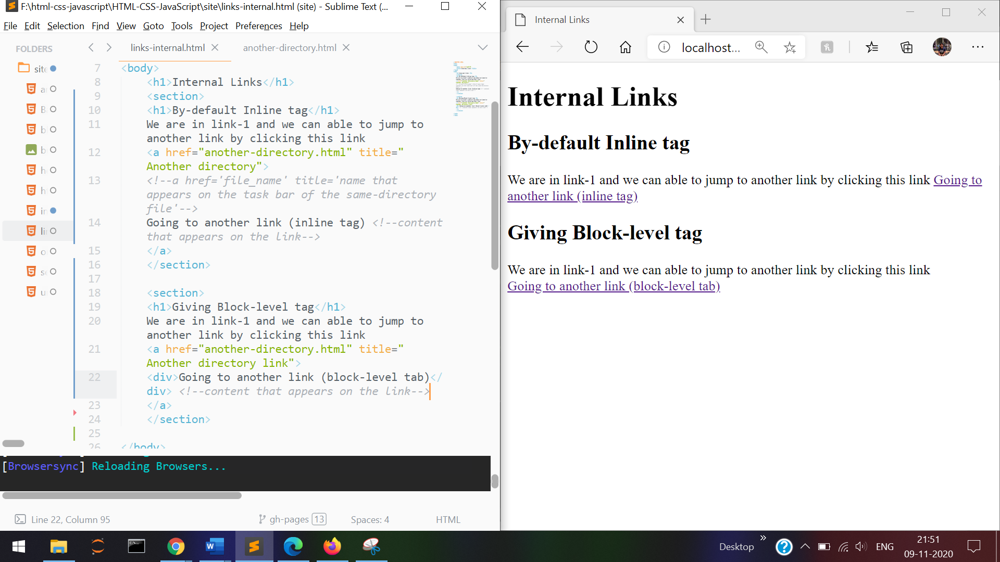 F:\html-css-javascript\HTML-CSS-JavaScript\site\links-internal.html (site) - Sublime Text (...
File Edit Selection Find View Goto Tools Project Preferences Help
FOLDERS
site
links-internal.html
another-directory.html
7 <body>
8 <h1>Internal Links</h1>
9 <section>
10 <h1>By-default Inline tag</h1>
11 We are in link-1 and we can able to jump to
another link by clicking this link
12 <a href="another-directory.html" title="
Another directory">
13 <!--a href='file_name' title='name that
appears on the task bar of the same-directory
file'-->
14 Going to another link (inline tag) <!--content
that appears on the link-->
15 </a>
16 </section>
17
18 <section>
19 <h1>Giving Block-level tag</h1>
20 We are in link-1 and we can able to jump to
another link by clicking this link
21 <a href="another-directory.html" title="
Another directory link">
22 <div>Going to another link (block-level tab)</
div> <!--content that appears on the link-->
23 </a>
24 </section>
25
26 </body>
[Browsersync] Reloading Browsers...
Line 22, Column 95
gh-pages 13
Spaces: 4
HTML
Internal Links
localhost...
Internal Links
By-default Inline tag
We are in link-1 and we can able to jump to another link by clicking this link Going to
another link (inline tag)
Giving Block-level tag
We are in link-1 and we can able to jump to another link by clicking this link
Going to another link (block-level tab)
Desktop
ENG
21:51
09-11-2020